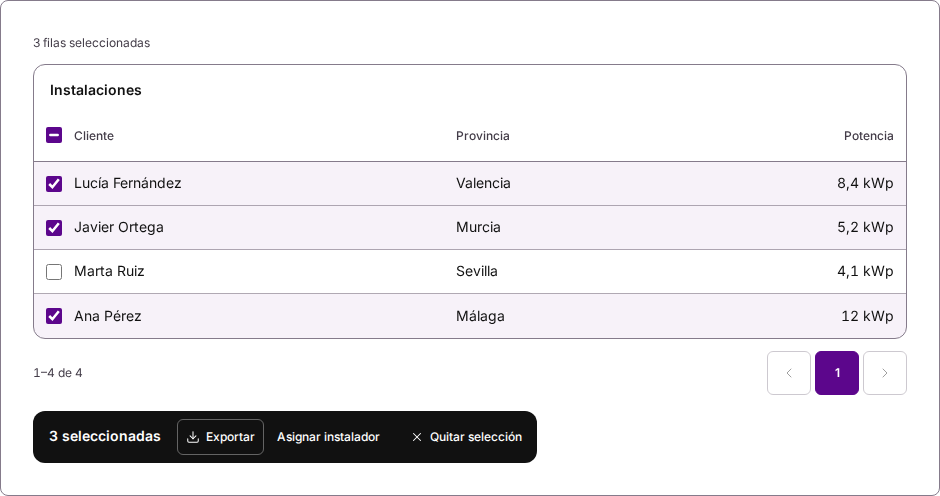 3 filas seleccionadas
Instalaciones
Cliente Provincia Potencia
Lucía Fernández Valencia 8,4 kWp
Javier Ortega Murcia 5,2 kWp
Marta Ruiz Sevilla 4,1 kWp
Ana Pérez Málaga 12 kWp
1–4 de 4 1
3 seleccionadas Exportar Asignar instalador Quitar selección